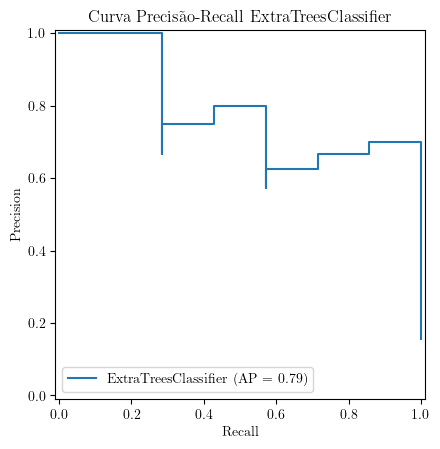 Curva Precisão-Recall ExtraTreesClassifier
1.0
0.8
0.6
0.4
0.2
0.0
Precision
ExtraTreesClassifier (AP = 0.79)
0.0 0.2 0.4 0.6 0.8 1.0
Recall